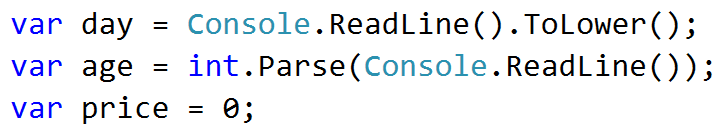 var day = Console.ReadLine().ToLower();
var age = int.Parse(Console.ReadLine());
var price = 0;